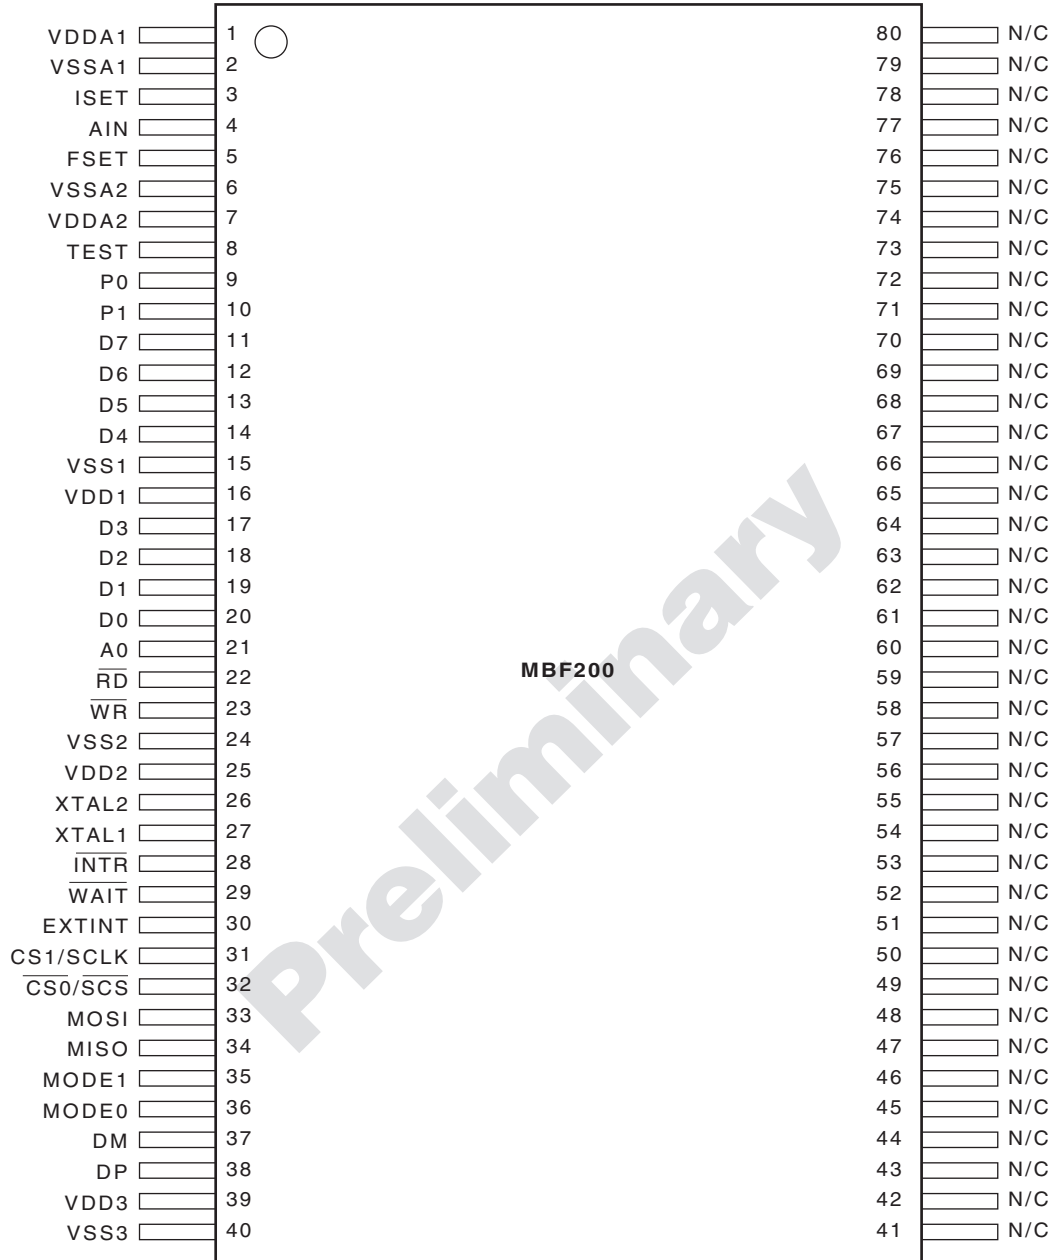 VDDA1 1 80 N/C
VSSA1 2 79 N/C
ISET 3 78 N/C
AIN 4 77 N/C
FSET 5 76 N/C
VSSA2 6 75 N/C
VDDA2 7 74 N/C
TEST 8 73 N/C
P0 9 72 N/C
P1 10 71 N/C
D7 11 70 N/C
D6 12 69 N/C
D5 13 68 N/C
D4 14 67 N/C
VSS1 15 66 N/C
VDD1 16 65 N/C
D3 17 64 N/C
D2 18 63 N/C
D1 19 62 N/C
D0 20 61 N/C
A0 21 60 N/C
MBF200
R̅D̅ 22 59 N/C
W̅R̅ 23 58 N/C
VSS2 24 57 N/C
VDD2 25 56 N/C
XTAL2 26 55 N/C
XTAL1 27 54 N/C
I̅N̅T̅R̅ 28 53 N/C
W̅A̅I̅T̅ 29 52 N/C
EXTINT 30 51 N/C
CS1/SCLK 31 50 N/C
C̅S̅0̅/S̅C̅S̅ 32 49 N/C
MOSI 33 48 N/C
MISO 34 47 N/C
MODE1 35 46 N/C
MODE0 36 45 N/C
DM 37 44 N/C
DP 38 43 N/C
VDD3 39 42 N/C
VSS3 40 41 N/C
Preliminary